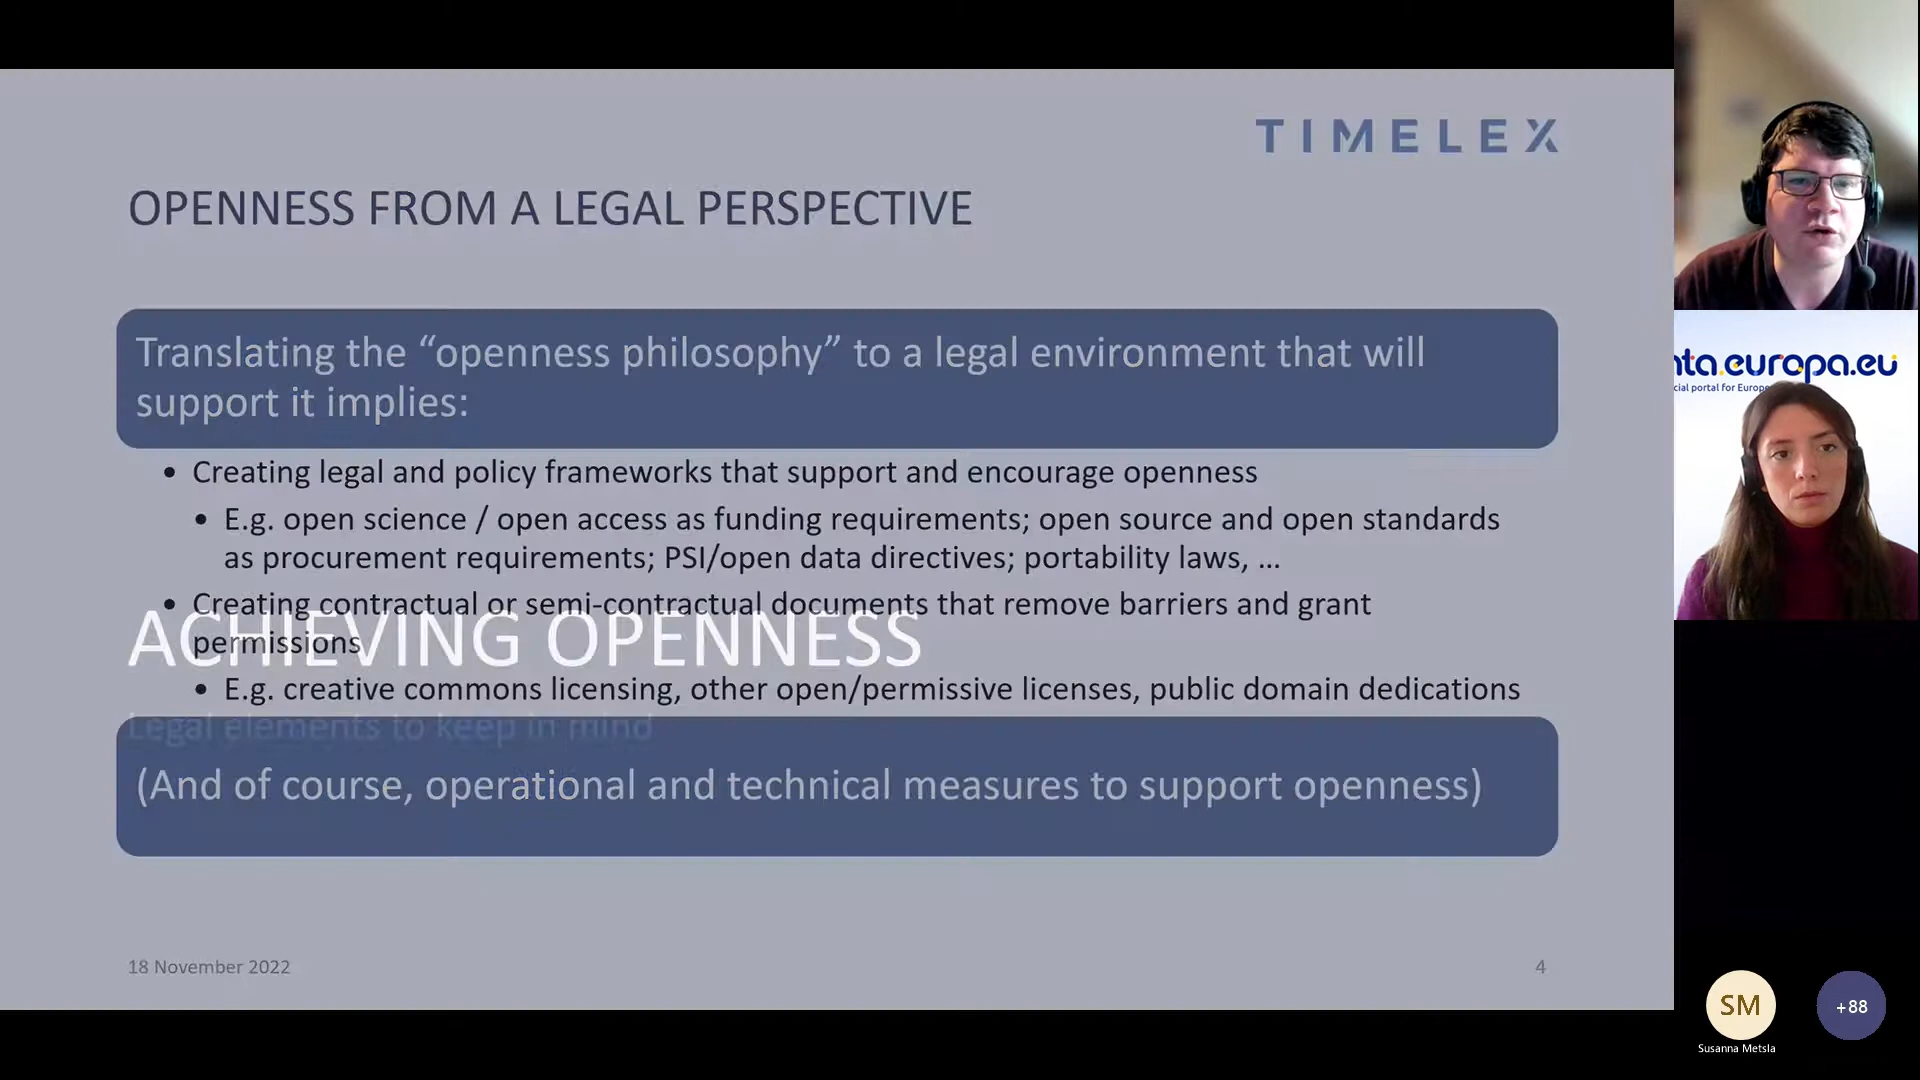 TIMELEX
OPENNESS FROM A LEGAL PERSPECTIVE
Translating the “openness philosophy” to a legal environment that will
support it implies:
• Creating legal and policy frameworks that support and encourage openness
• E.g. open science / open access as funding requirements; open source and open standards
as procurement requirements; PSI/open data directives; portability laws, ...
• Creating contractual or semi-contractual documents that remove barriers and grant
permissions
ACHIEVING OPENNESS
• E.g. creative commons licensing, other open/permissive licenses, public domain dedications
Legal elements to keep in mind
(And of course, operational and technical measures to support openness)
18 November 2022
4
ta.europa.eu
cial portal for Europe
SM
+88
Susanna Metsla